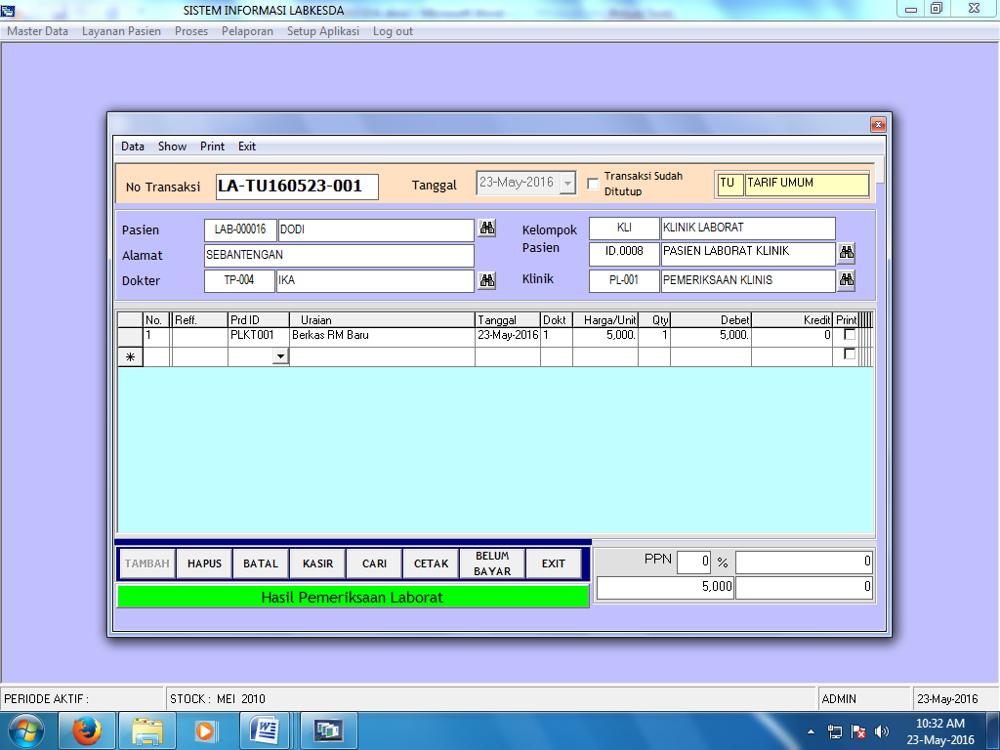 SISTEM INFORMASI LABKESDA
Master Data Layanan Pasien Proses Pelaporan Setup Aplikasi Log out
Data Show Print Exit
No Transaksi LA-TU160523-001 Tanggal 23-May-2016 Transaksi Sudah Ditutup TU TARIF UMUM
Pasien LAB-000016 DODI Kelompok Pasien KLI KLINIK LABORAT
Alamat SEBANTENGAN ID.0008 PASIEN LABORAT KLINIK
Dokter TP-004 IKA Klinik PL-001 PEMERIKSAAN KLINIS
No. Reff. Prd ID Uraian Tanggal Dokt Harga/Unit Qty Debet Kredit Print
1 PLKT001 Berkas RM Baru 23-May-2016 1 5,000. 1 5,000. 0
*
TAMBAH HAPUS BATAL KASIR CARI CETAK BELUM BAYAR EXIT PPN 0 % 0
Hasil Pemeriksaan Laborat 5,000 0
PERIODE AKTIF : STOCK : MEI 2010 ADMIN 23-May-2016
10:32 AM
23-May-2016